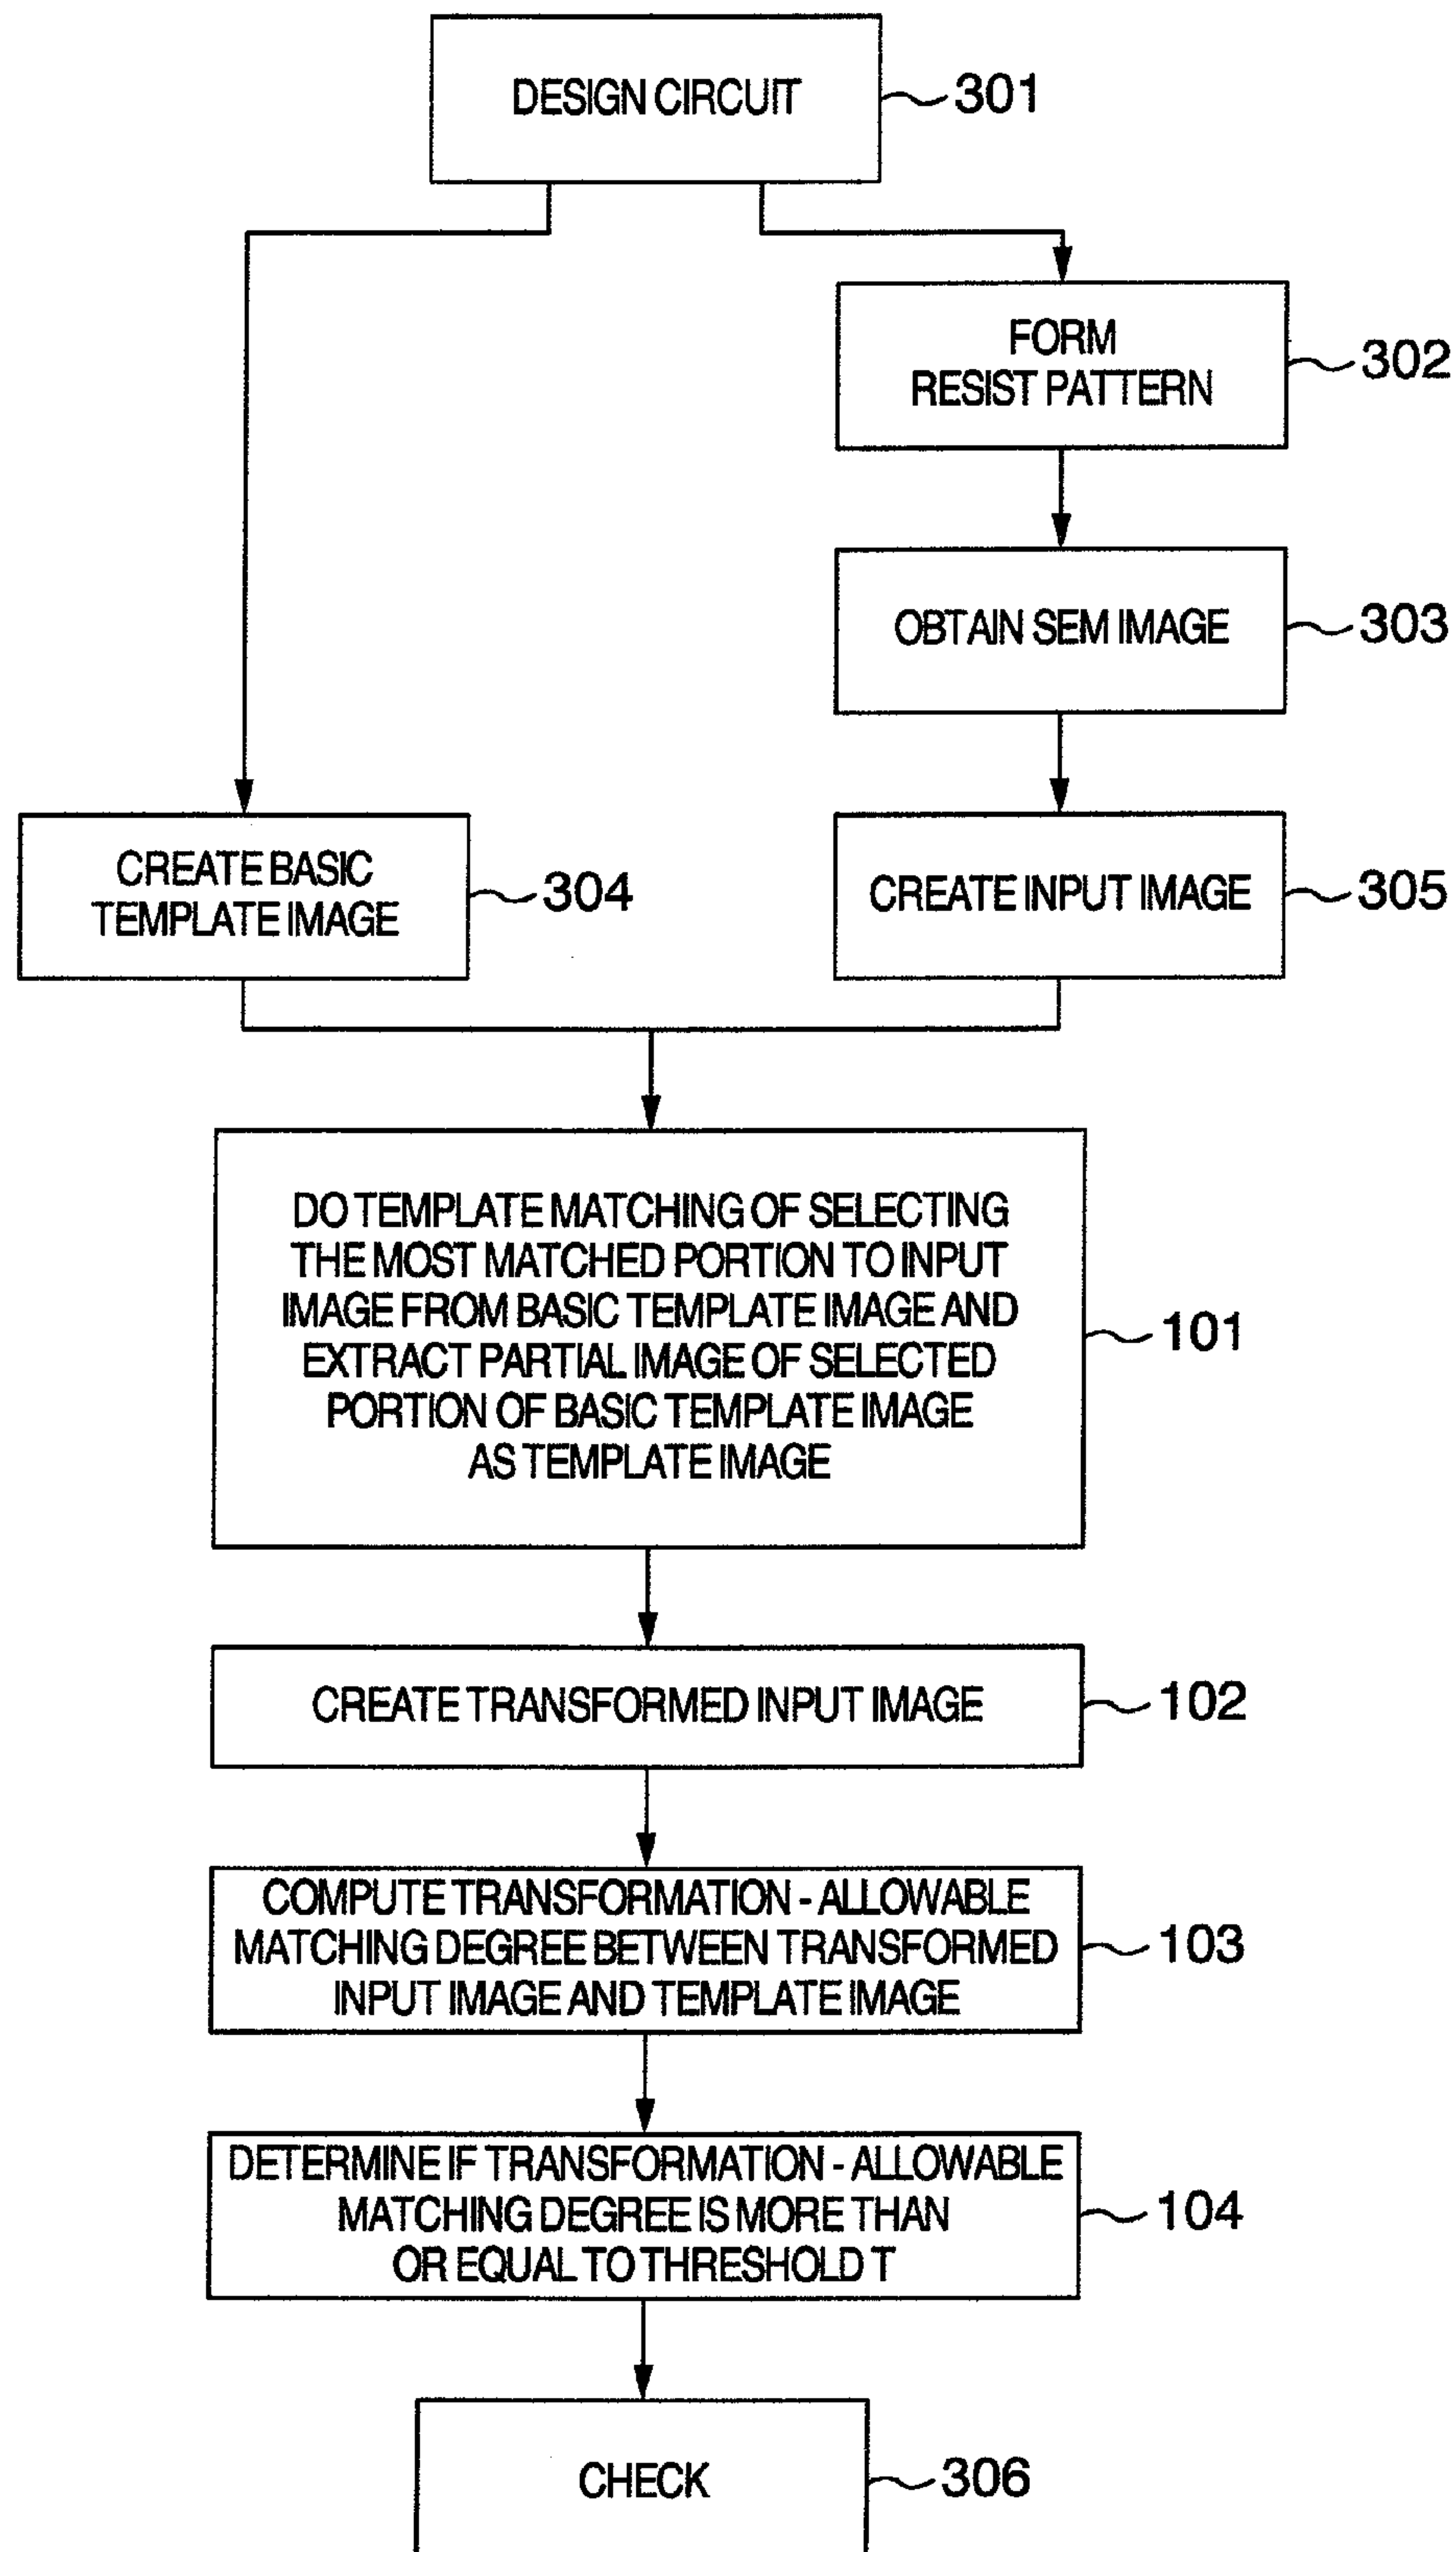 DESIGN CIRCUIT
301
FORM
RESIST PATTERN
302
OBTAIN SEM IMAGE
303
CREATE BASIC
TEMPLATE IMAGE
304
CREATE INPUT IMAGE
305
DO TEMPLATE MATCHING OF SELECTING
THE MOST MATCHED PORTION TO INPUT
IMAGE FROM BASIC TEMPLATE IMAGE AND
EXTRACT PARTIAL IMAGE OF SELECTED
PORTION OF BASIC TEMPLATE IMAGE
AS TEMPLATE IMAGE
101
CREATE TRANSFORMED INPUT IMAGE
102
COMPUTE TRANSFORMATION - ALLOWABLE
MATCHING DEGREE BETWEEN TRANSFORMED
INPUT IMAGE AND TEMPLATE IMAGE
103
DETERMINE IF TRANSFORMATION - ALLOWABLE
MATCHING DEGREE IS MORE THAN
OR EQUAL TO THRESHOLD T
104
CHECK
306